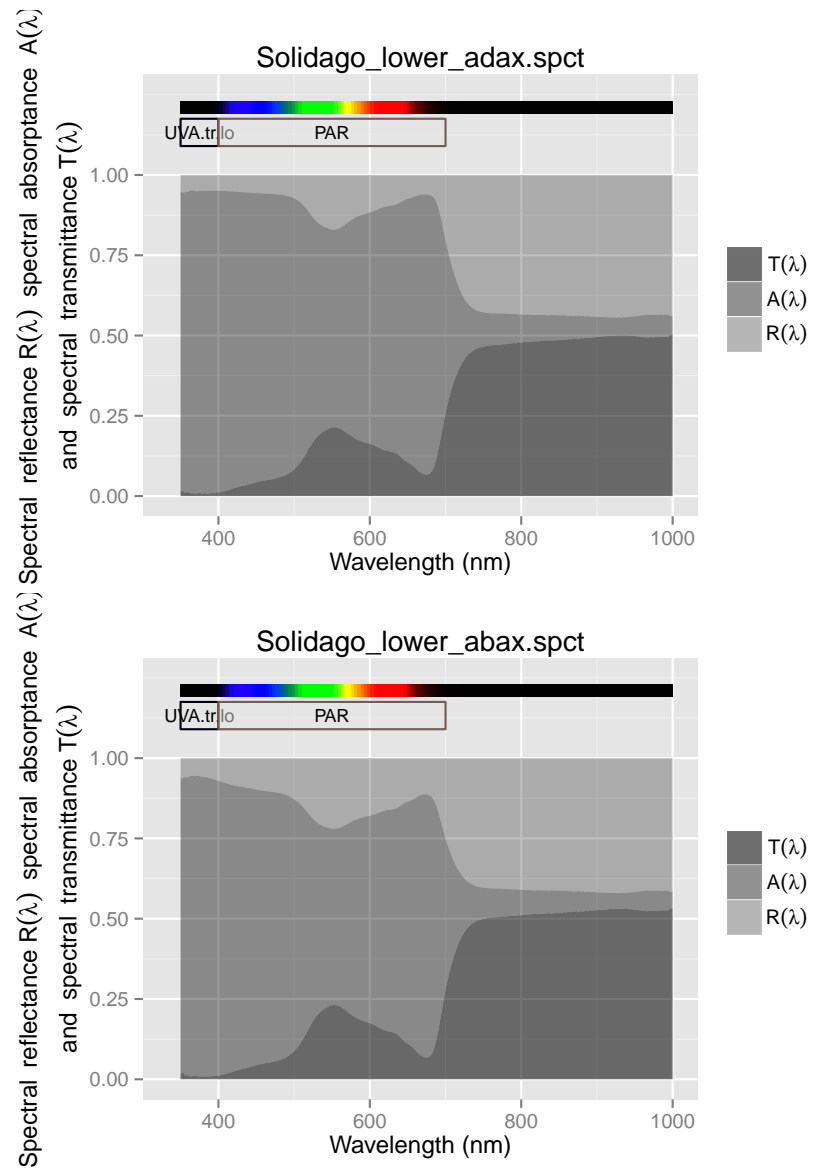 Solidago_lower_adax.spct
Spectral reflectance R(λ) spectral absorptance A(λ)
and spectral transmittance T(λ)
UVA.tr.lo PAR
1.00
0.75
0.50
0.25
0.00
400 600 800 1000
Wavelength (nm)
T(λ)
A(λ)
R(λ)
Solidago_lower_abax.spct
Spectral reflectance R(λ) spectral absorptance A(λ)
and spectral transmittance T(λ)
UVA.tr.lo PAR
1.00
0.75
0.50
0.25
0.00
400 600 800 1000
Wavelength (nm)
T(λ)
A(λ)
R(λ)